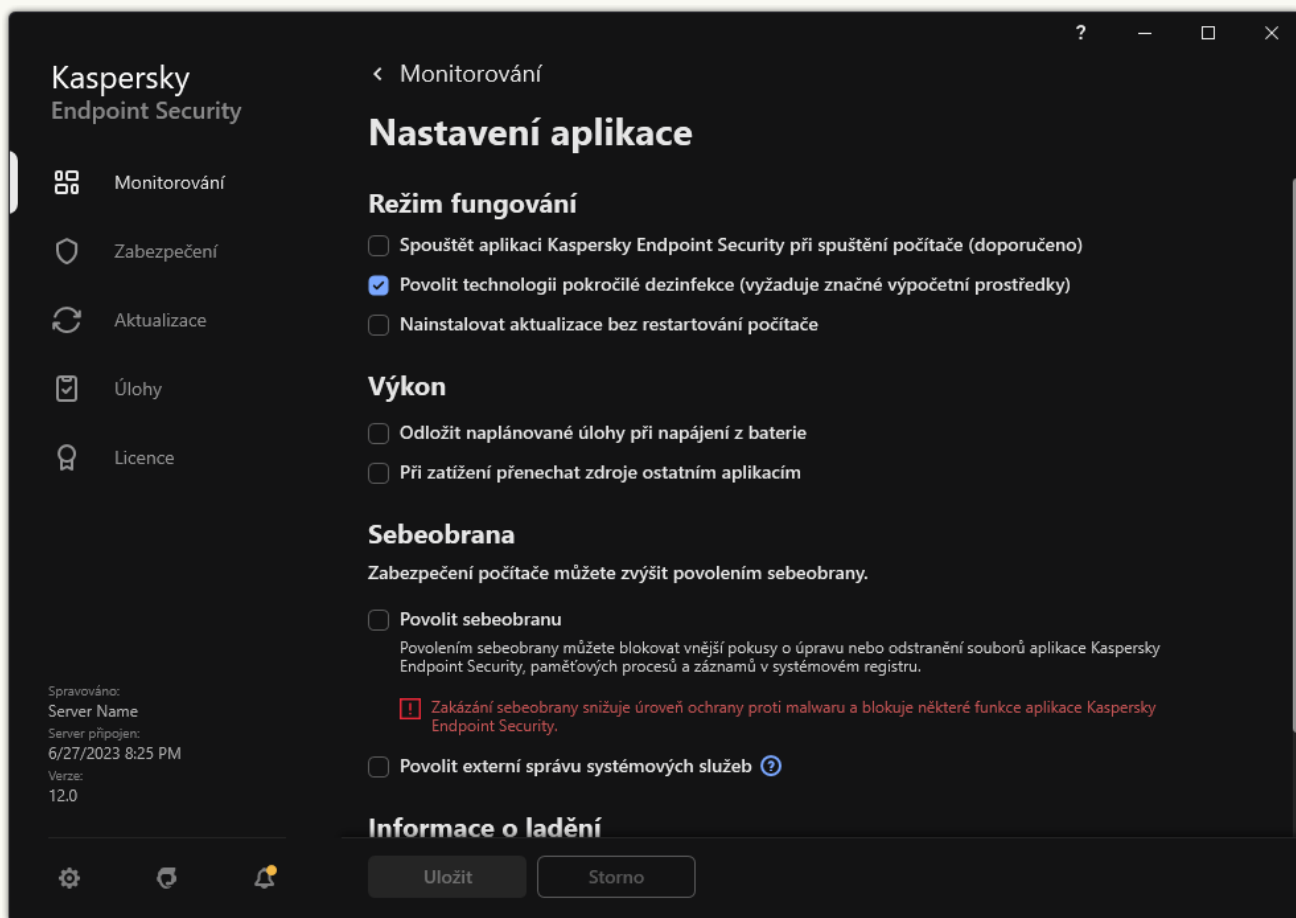 ?
Kaspersky
Endpoint Security
Monitorování
Zabezpečení
Aktualizace
Úlohy
Licence
Spravováno:
Server Name
Server připojen:
6/27/2023 8:25 PM
Verze:
12.0
Monitorování
Nastavení aplikace
Režim fungování
Spouštět aplikaci Kaspersky Endpoint Security při spuštění počítače (doporučeno)
Povolit technologii pokročilé dezinfekce (vyžaduje značné výpočetní prostředky)
Nainstalovat aktualizace bez restartování počítače
Výkon
Odložit naplánované úlohy při napájení z baterie
Při zatížení přenechat zdroje ostatním aplikacím
Sebeobrana
Zabezpečení počítače můžete zvýšit povolením sebeobrany.
Povolit sebeobranu
Povolením sebeobrany můžete blokovat vnější pokusy o úpravu nebo odstranění souborů aplikace Kaspersky
Endpoint Security, paměťových procesů a záznamů v systémovém registru.
Zakázání sebeobrany snižuje úroveň ochrany proti malwaru a blokuje některé funkce aplikace Kaspersky
Endpoint Security.
Povolit externí správu systémových služeb ?
Informace o ladění
Uložit
Storno